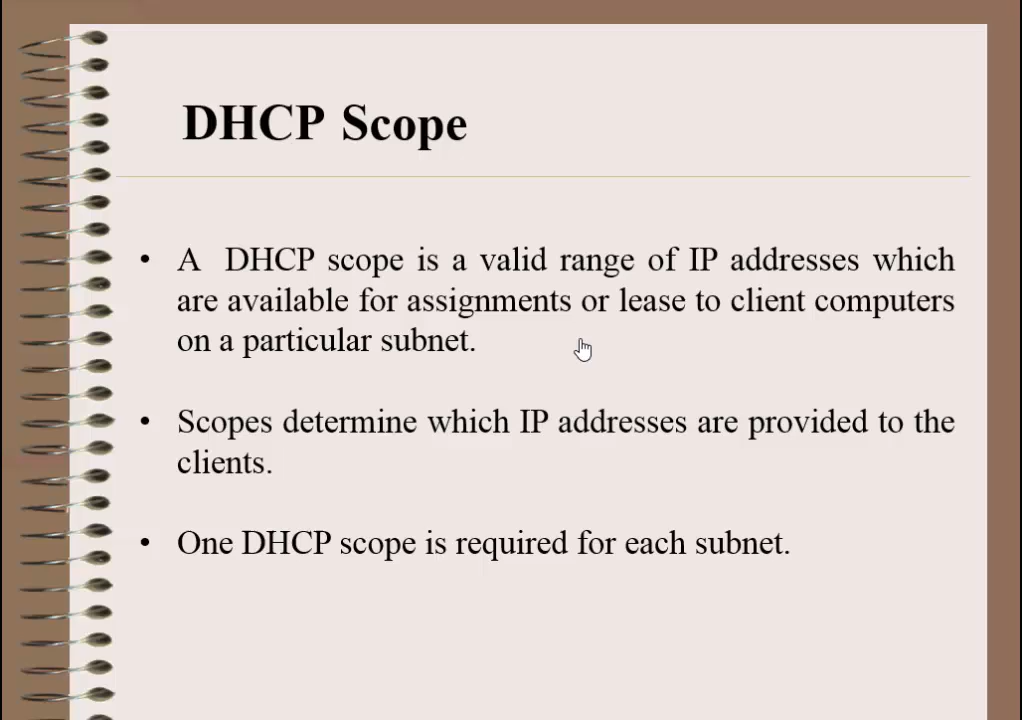 DHCP Scope
• A DHCP scope is a valid range of IP addresses which
are available for assignments or lease to client computers
on a particular subnet.
• Scopes determine which IP addresses are provided to the
clients.
• One DHCP scope is required for each subnet.